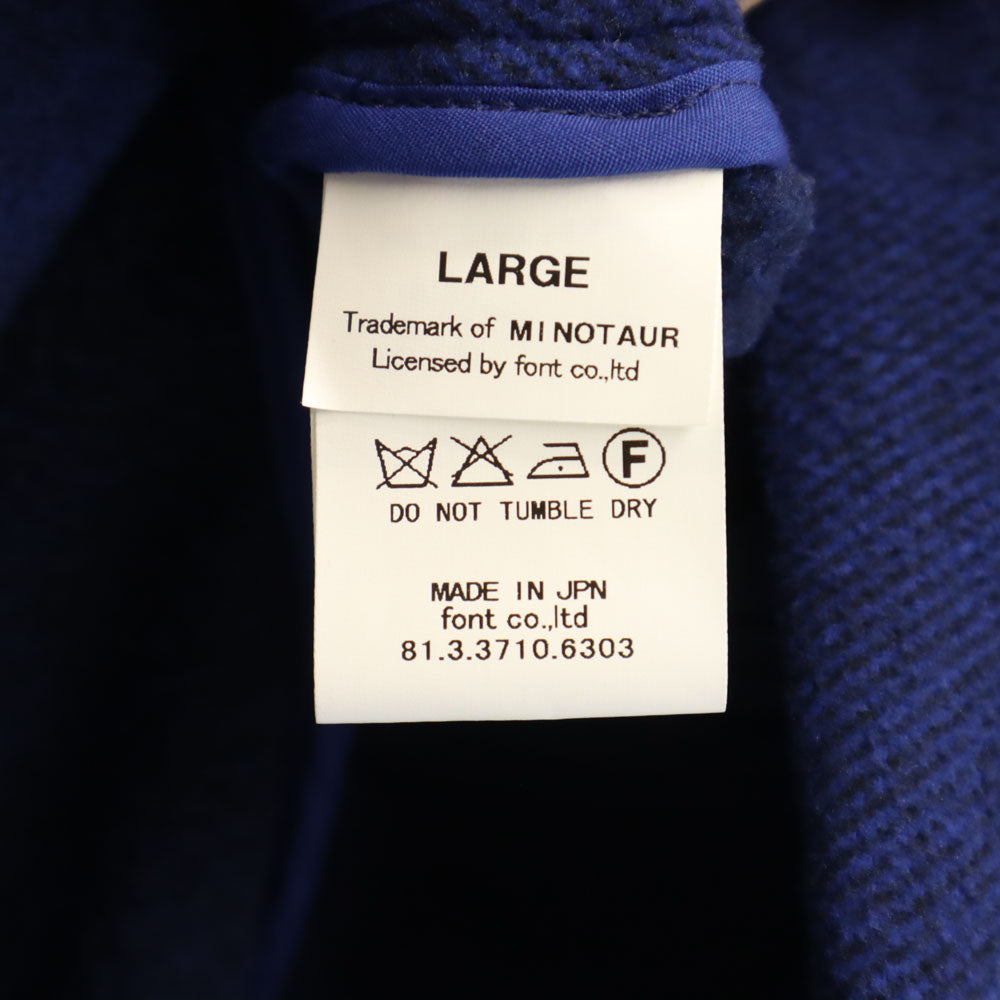 LARGE
Trademark of MINOTAUR
Licensed by font co.,ltd
F
DO NOT TUMBLE DRY
MADE IN JPN
font co.,ltd
81.3.3710.6303